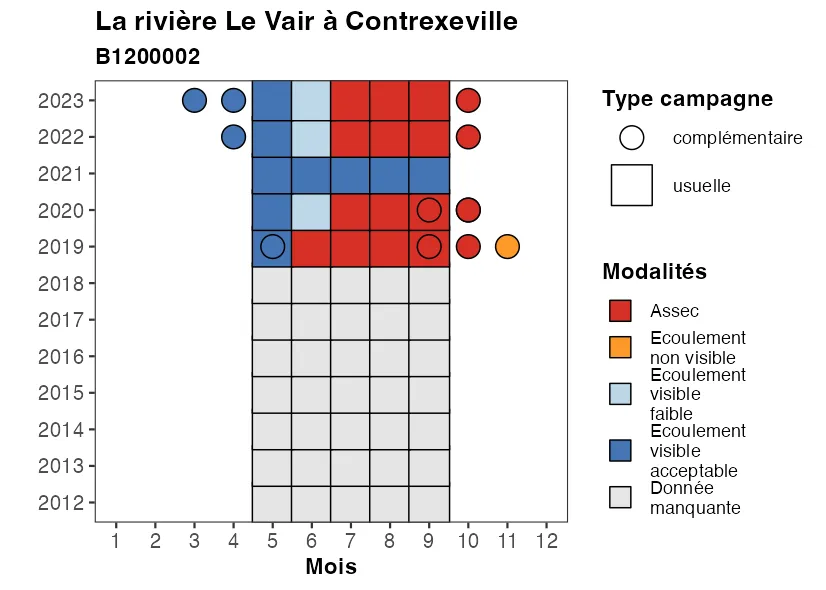 La rivière Le Vair à Contrexeville
B1200002
2023
2022
2021
2020
2019
2018
2017
2016
2015
2014
2013
2012
1 2 3 4 5 6 7 8 9 10 11 12
Mois
Type campagne
complémentaire
usuelle
Modalités
Assec
Ecoulement
non visible
Ecoulement
visible
faible
Ecoulement
visible
acceptable
Donnée
manquante